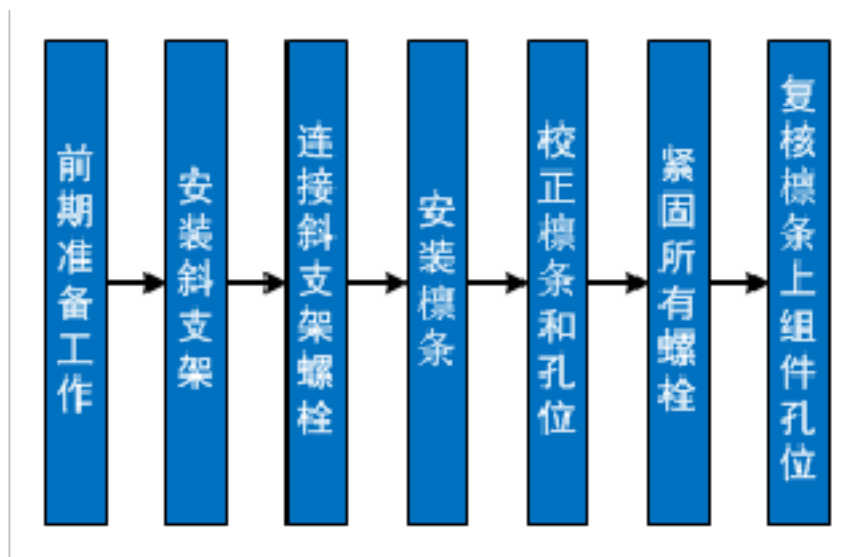 前期准备工作
安装斜支架
连接斜支架螺栓
安装檩条
校正檩条和孔位
紧固所有螺栓
复核檩条上组件孔位